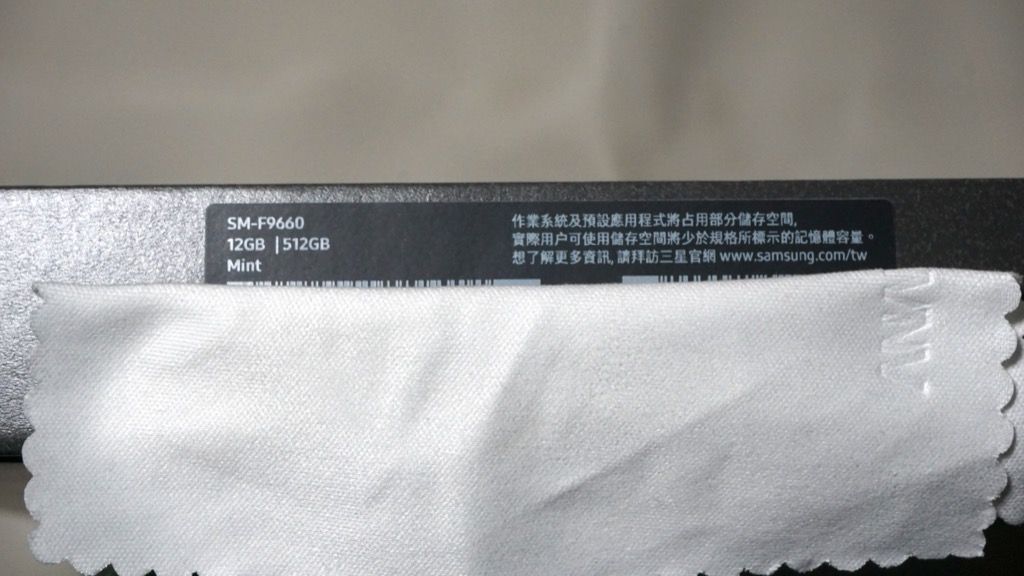 SM-F9660
12GB | 512GB
Mint
作業系統及預設應用程式將占用部分儲存空間,
實際用户可使用儲存空間將少於規格所標示的記憶體容量。
想了解更多資訊, 請拜訪三星官網 www.samsung.com/tw